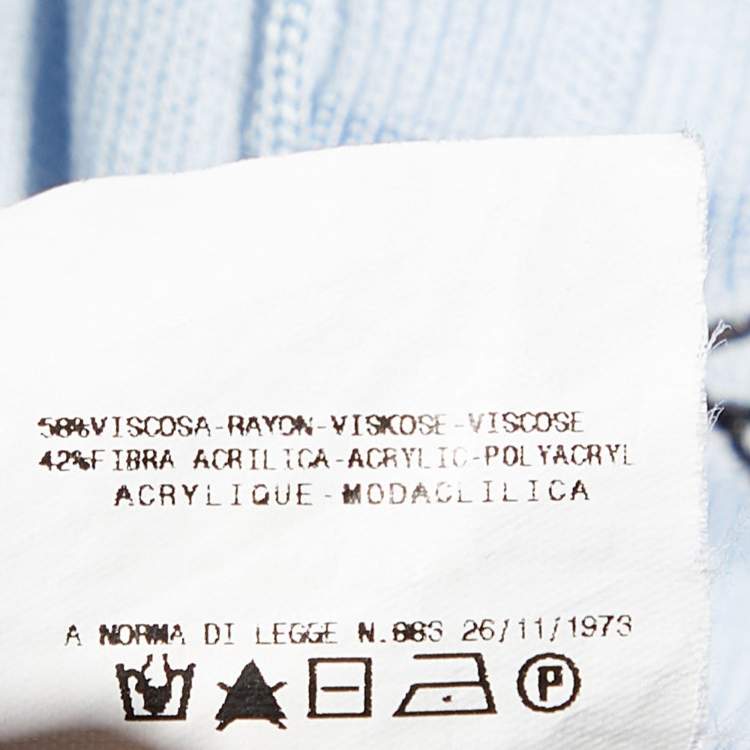 58%VISCOSA-RAYON-VISKOSE-VISCOSE
42%FIBRA ACRILICA-ACRYLIC-POLYACRYL
ACRYLIQUE-MODACLILICA
A NORMA DI LEGGE N.883 26/11/1973
P